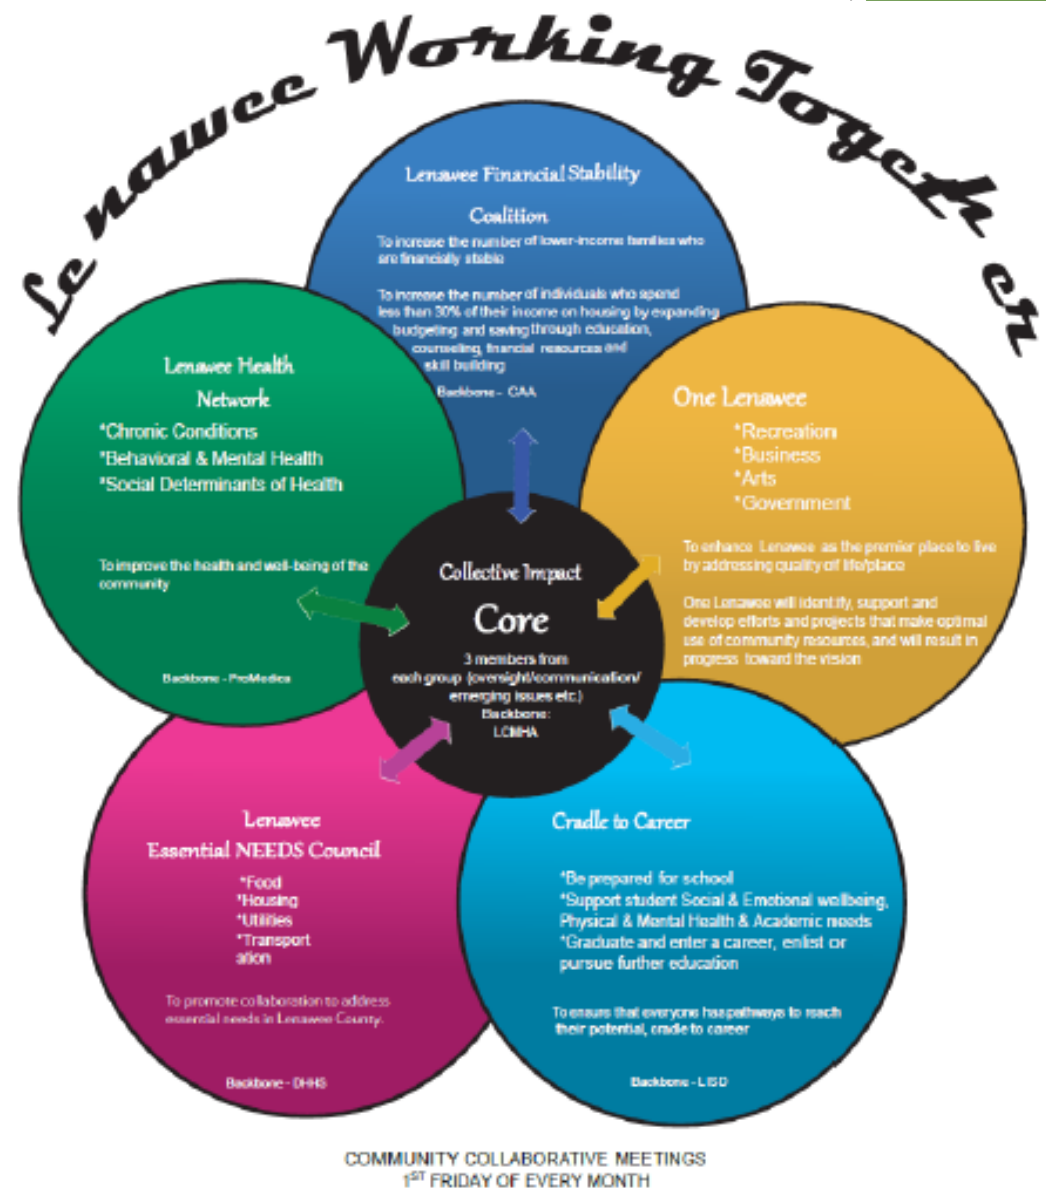 Lenawee Working Together
Lenawee Financial Stability
Coalition
To increase the number of lower-income families who
are financially stable
To increase the number of individuals who spend
less than 30% of their income on housing by expanding
budgeting and saving through education,
counseling, financial resources and
skill building
Backbone - CAA
Lenawee Health
Network
*Chronic Conditions
*Behavioral & Mental Health
*Social Determinants of Health
To improve the health and well-being of the
community
Backbone - ProMedica
One Lenawee
*Recreation
*Business
*Arts
*Government
To enhance Lenawee as the premier place to live
by addressing quality of life/place
One Lenawee will identify, support and
develop efforts and projects that make optimal
use of community resources, and will result in
progress toward the vision
Collective Impact
Core
3 members from
each group (oversight/communication/
emerging issues etc.)
Backbone:
LCMHA
Lenawee
Essential NEEDS Council
*Food
*Housing
*Utilities
*Transport
ation
To promote collaboration to address
essential needs in Lenawee County.
Backbone - DHHS
Cradle to Career
*Be prepared for school
*Support student Social & Emotional wellbeing,
Physical & Mental Health & Academic needs
*Graduate and enter a career, enlist or
pursue further education
To ensure that everyone has pathways to reach
their potential, cradle to career
Backbone - LISD
COMMUNITY COLLABORATIVE MEETINGS
1ST FRIDAY OF EVERY MONTH